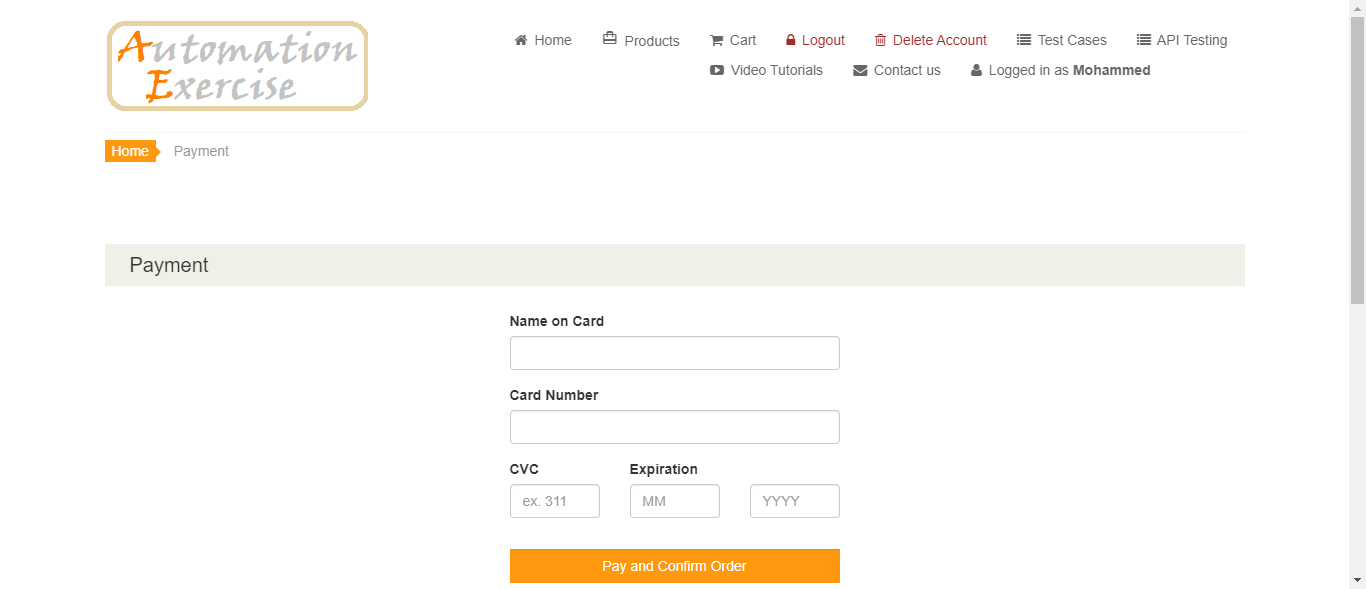 Automation
Exercise
Home Products Cart Logout Delete Account Test Cases API Testing
Video Tutorials Contact us Logged in as Mohammed
Home Payment
Payment
Name on Card
Card Number
CVC Expiration
ex. 311 MM YYYY
Pay and Confirm Order